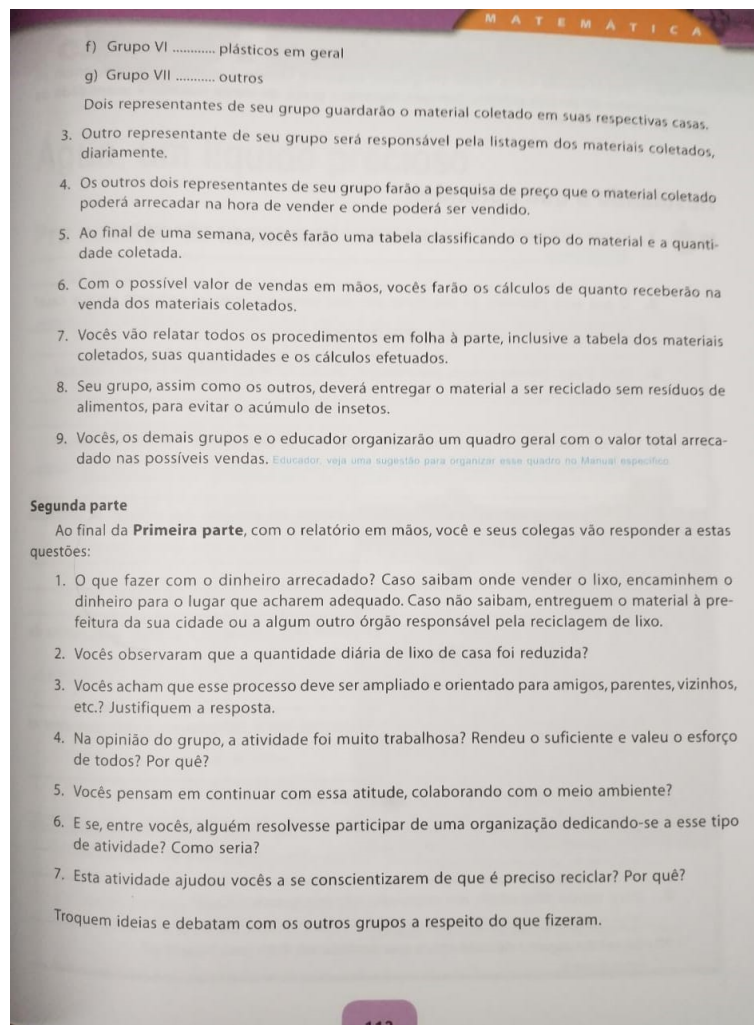 MATEMÁTICA
f) Grupo VI ............ plásticos em geral
g) Grupo VII ........... outros
Dois representantes de seu grupo guardarão o material coletado em suas respectivas casas.
3. Outro representante de seu grupo será responsável pela listagem dos materiais coletados,
diariamente.
4. Os outros dois representantes de seu grupo farão a pesquisa de preço que o material coletado
poderá arrecadar na hora de vender e onde poderá ser vendido.
5. Ao final de uma semana, vocês farão uma tabela classificando o tipo do material e a quanti-
dade coletada.
6. Com o possível valor de vendas em mãos, vocês farão os cálculos de quanto receberão na
venda dos materiais coletados.
7. Vocês vão relatar todos os procedimentos em folha à parte, inclusive a tabela dos materiais
coletados, suas quantidades e os cálculos efetuados.
8. Seu grupo, assim como os outros, deverá entregar o material a ser reciclado sem resíduos de
alimentos, para evitar o acúmulo de insetos.
9. Vocês, os demais grupos e o educador organizarão um quadro geral com o valor total arreca-
dado nas possíveis vendas. Educador, veja uma sugestão para organizar esse quadro no Manual específico
Segunda parte
Ao final da Primeira parte, com o relatório em mãos, você e seus colegas vão responder a estas
questões:
1. O que fazer com o dinheiro arrecadado? Caso saibam onde vender o lixo, encaminhem o
dinheiro para o lugar que acharem adequado. Caso não saibam, entreguem o material à pre-
feitura da sua cidade ou a algum outro órgão responsável pela reciclagem de lixo.
2. Vocês observaram que a quantidade diária de lixo de casa foi reduzida?
3. Vocês acham que esse processo deve ser ampliado e orientado para amigos, parentes, vizinhos,
etc.? Justifiquem a resposta.
4. Na opinião do grupo, a atividade foi muito trabalhosa? Rendeu o suficiente e valeu o esforço
de todos? Por quê?
5. Vocês pensam em continuar com essa atitude, colaborando com o meio ambiente?
6. E se, entre vocês, alguém resolvesse participar de uma organização dedicando-se a esse tipo
de atividade? Como seria?
7. Esta atividade ajudou vocês a se conscientizarem de que é preciso reciclar? Por quê?
Troquem ideias e debatam com os outros grupos a respeito do que fizeram.